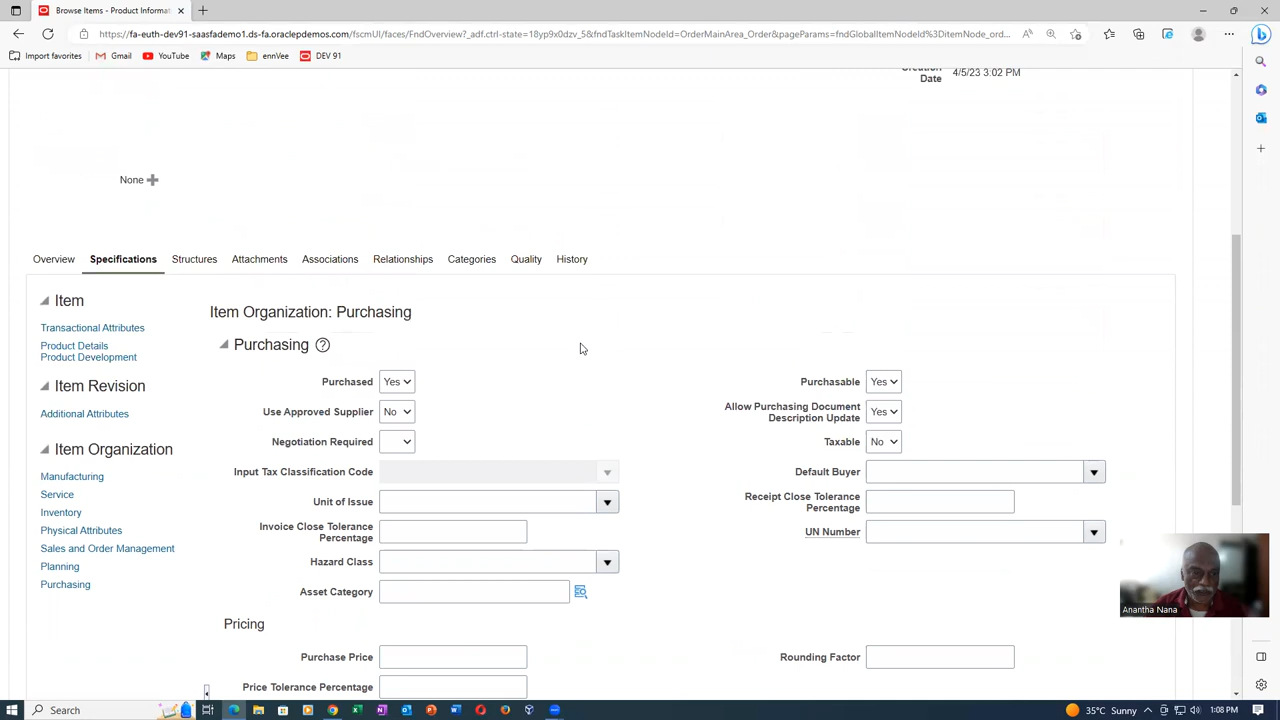 Browse Items - Product Informat
https://fa-euth-dev91-saasfademo1.ds-fa.oraclepdemos.com/fscmUI/faces/FndOverview?_adf.ctrl-state=18yp9x0dzv_5&fndTaskItemNodeId=OrderMainArea_Order&pageParams=fndGlobalItemNodeId%3DitemNode_ord...
Import favorites
Gmail
YouTube
Maps
ennVee
DEV 91
Date
4/5/23 3:02 PM
None
Overview
Specifications
Structures
Attachments
Associations
Relationships
Categories
Quality
History
Item
Transactional Attributes
Product Details
Product Development
Item Revision
Additional Attributes
Item Organization
Manufacturing
Service
Inventory
Physical Attributes
Sales and Order Management
Planning
Purchasing
Item Organization: Purchasing
Purchasing
Purchased Yes
Purchasable Yes
Use Approved Supplier No
Allow Purchasing Document
Description Update Yes
Negotiation Required
Taxable No
Input Tax Classification Code
Default Buyer
Unit of Issue
Receipt Close Tolerance
Percentage
Invoice Close Tolerance
Percentage
UN Number
Hazard Class
Asset Category
Pricing
Purchase Price
Rounding Factor
Price Tolerance Percentage
Anantha Nana
Search
35°C Sunny
1:08 PM